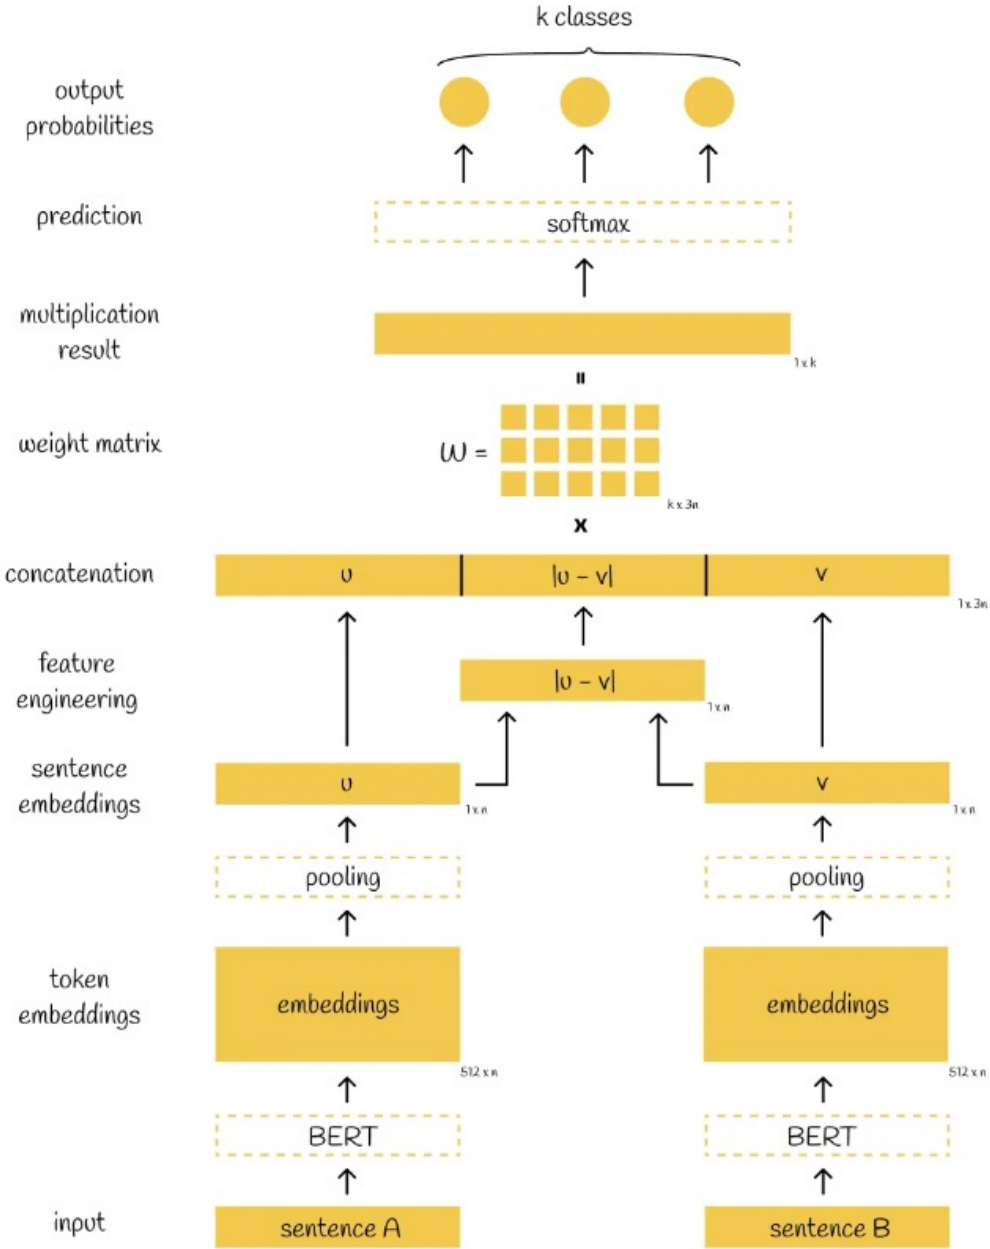 k classes
output
probabilities
prediction
softmax
multiplication
result
1 x k
=
weight matrix
W =
k x 3n
x
concatenation
u
|u - v|
v
1 x 3n
feature
engineering
|u - v|
1 x n
sentence
embeddings
u
1 x n
v
1 x n
pooling
pooling
token
embeddings
embeddings
512 x n
embeddings
512 x n
BERT
BERT
input
sentence A
sentence B